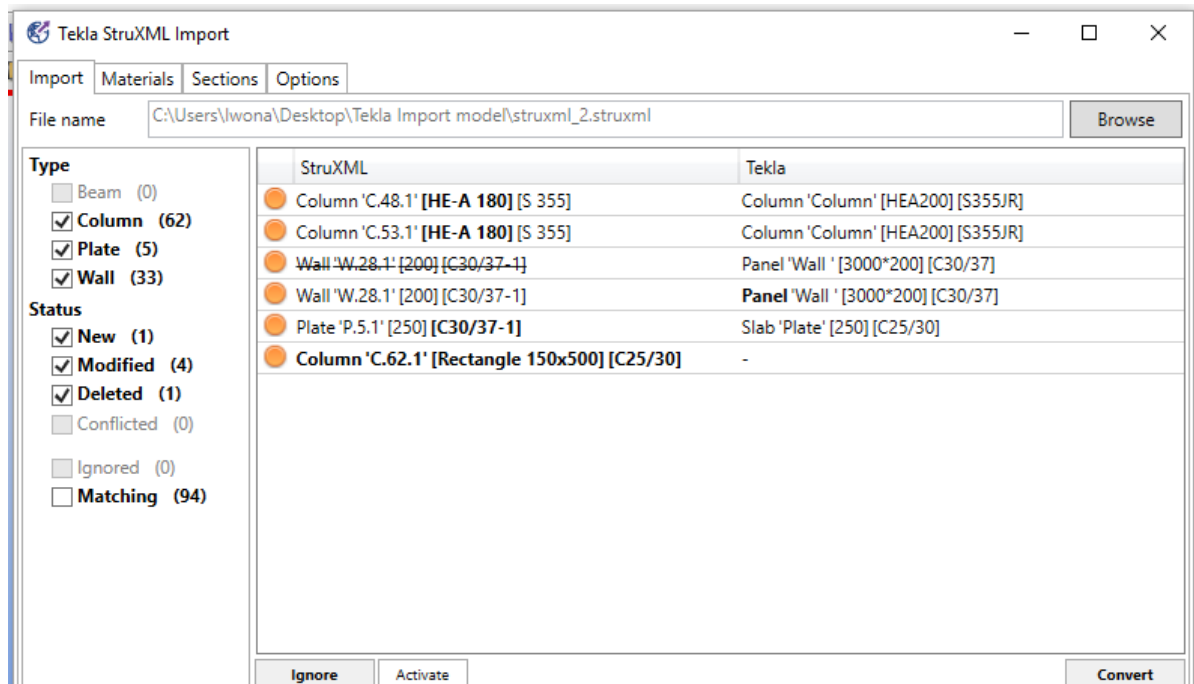 Tekla StruXML Import
Import Materials Sections Options
File name C:\Users\Iwona\Desktop\Tekla Import model\struxml_2.struxml Browse
Type
Beam (0)
Column (62)
Plate (5)
Wall (33)
Status
New (1)
Modified (4)
Deleted (1)
Conflicted (0)
Ignored (0)
Matching (94)
StruXML Tekla
Column 'C.48.1' [HE-A 180] [S 355] Column 'Column' [HEA200] [S355JR]
Column 'C.53.1' [HE-A 180] [S 355] Column 'Column' [HEA200] [S355JR]
Wall 'W.28.1' [200] [C30/37-1] Panel 'Wall ' [3000*200] [C30/37]
Wall 'W.28.1' [200] [C30/37-1] Panel 'Wall ' [3000*200] [C30/37]
Plate 'P.5.1' [250] [C30/37-1] Slab 'Plate' [250] [C25/30]
Column 'C.62.1' [Rectangle 150x500] [C25/30] -
Ignore Activate Convert